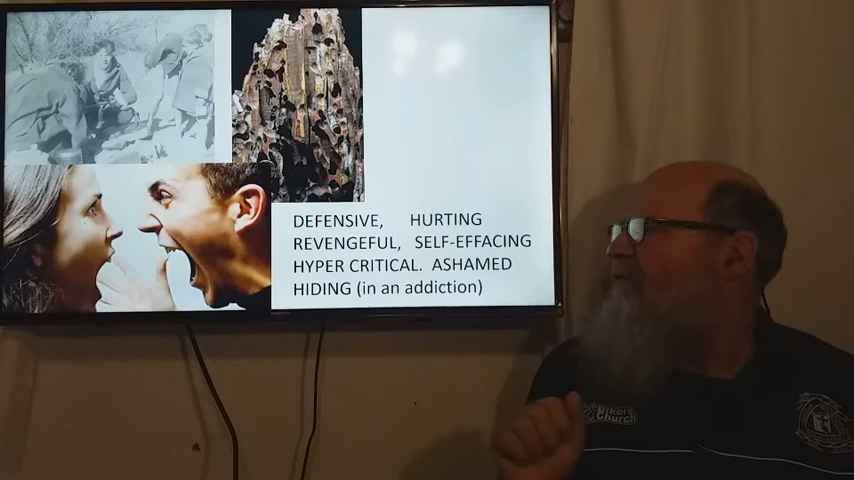 DEFENSIVE, HURTING
REVENGEFUL, SELF-EFFACING
HYPER CRITICAL. ASHAMED
HIDING (in an addiction)
Bikers
Church